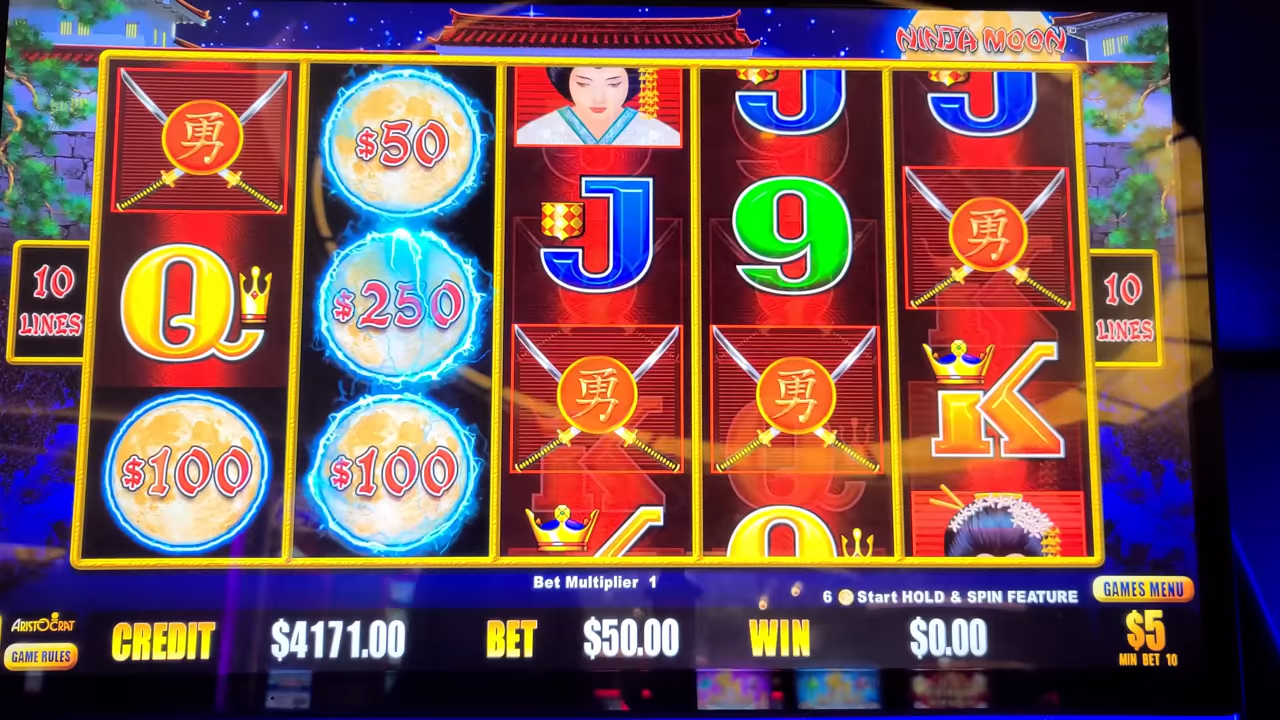 NINJA MOON
勇
$50
J
J
J
9
勇
10
LINES
Q
$250
10
LINES
勇
勇
K
$100
$100
K
Q
Bet Multiplier 1
6 Start HOLD & SPIN FEATURE
GAMES MENU
ARISTOCRAT
GAME RULES
CREDIT $4171.00 BET $50.00 WIN $0.00
$5
MIN BET 10